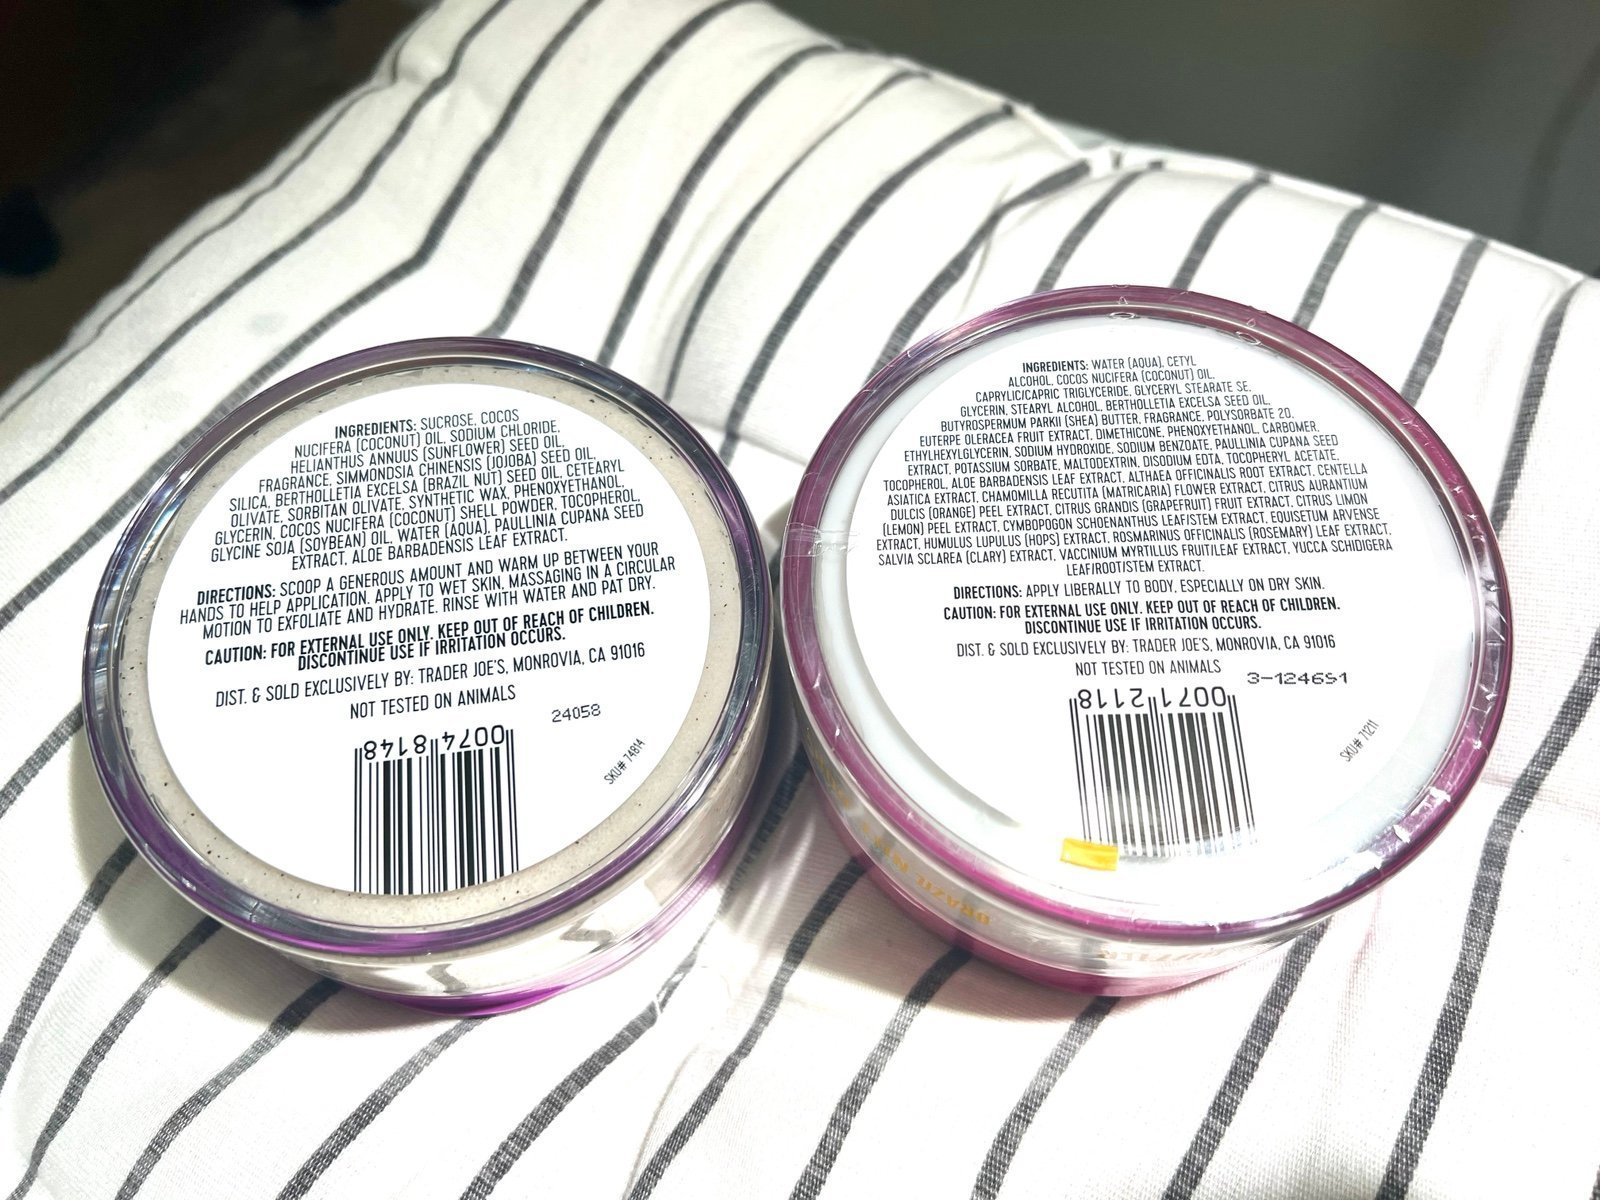 INGREDIENTS: SUCROSE, COCOS
NUCIFERA (COCONUT) OIL, SODIUM CHLORIDE,
HELIANTHUS ANNUUS (SUNFLOWER) SEED OIL,
FRAGRANCE, SIMMONDSIA CHINENSIS (JOJOBA) SEED OIL,
SILICA, BERTHOLLETIA EXCELSA (BRAZIL NUT) SEED OIL, CETEARYL
OLIVATE, SORBITAN OLIVATE, SYNTHETIC WAX, PHENOXYETHANOL,
GLYCERIN, COCOS NUCIFERA (COCONUT) SHELL POWDER, TOCOPHEROL,
GLYCINE SOJA (SOYBEAN) OIL, WATER (AQUA), PAULLINIA CUPANA SEED
EXTRACT, ALOE BARBADENSIS LEAF EXTRACT.
DIRECTIONS: SCOOP A GENEROUS AMOUNT AND WARM UP BETWEEN YOUR
HANDS TO HELP APPLICATION. APPLY TO WET SKIN, MASSAGING IN A CIRCULAR
MOTION TO EXFOLIATE AND HYDRATE. RINSE WITH WATER AND PAT DRY.
CAUTION: FOR EXTERNAL USE ONLY. KEEP OUT OF REACH OF CHILDREN.
DISCONTINUE USE IF IRRITATION OCCURS.
DIST. & SOLD EXCLUSIVELY BY: TRADER JOE'S, MONROVIA, CA 91016
NOT TESTED ON ANIMALS
24058
0074 8148
SKU# 74814
INGREDIENTS: WATER (AQUA), CETYL
ALCOHOL, COCOS NUCIFERA (COCONUT) OIL,
CAPRYLIC/CAPRIC TRIGLYCERIDE, GLYCERYL STEARATE SE,
GLYCERIN, STEARYL ALCOHOL, BERTHOLLETIA EXCELSA SEED OIL,
BUTYROSPERMUM PARKII (SHEA) BUTTER, FRAGRANCE, POLYSORBATE 20,
EUTERPE OLERACEA FRUIT EXTRACT, DIMETHICONE, PHENOXYETHANOL, CARBOMER,
ETHYLHEXYLGLYCERIN, SODIUM HYDROXIDE, SODIUM BENZOATE, PAULLINIA CUPANA SEED
EXTRACT, POTASSIUM SORBATE, MALTODEXTRIN, DISODIUM EDTA, TOCOPHERYL ACETATE,
TOCOPHEROL, ALOE BARBADENSIS LEAF EXTRACT, ALTHAEA OFFICINALIS ROOT EXTRACT, CENTELLA
ASIATICA EXTRACT, CHAMOMILLA RECUTITA (MATRICARIA) FLOWER EXTRACT, CITRUS AURANTIUM
DULCIS (ORANGE) PEEL EXTRACT, CITRUS GRANDIS (GRAPEFRUIT) FRUIT EXTRACT, CITRUS LIMON
(LEMON) PEEL EXTRACT, CYMBOPOGON SCHOENANTHUS LEAF/STEM EXTRACT, EQUISETUM ARVENSE
EXTRACT, HUMULUS LUPULUS (HOPS) EXTRACT, ROSMARINUS OFFICINALIS (ROSEMARY) LEAF EXTRACT,
SALVIA SCLAREA (CLARY) EXTRACT, VACCINIUM MYRTILLUS FRUIT/LEAF EXTRACT, YUCCA SCHIDIGERA
LEAF/ROOT/STEM EXTRACT.
DIRECTIONS: APPLY LIBERALLY TO BODY, ESPECIALLY ON DRY SKIN.
CAUTION: FOR EXTERNAL USE ONLY. KEEP OUT OF REACH OF CHILDREN.
DISCONTINUE USE IF IRRITATION OCCURS.
DIST. & SOLD EXCLUSIVELY BY: TRADER JOE'S, MONROVIA, CA 91016
NOT TESTED ON ANIMALS
0071 2118
SKU# 71211
BRAZIL NUT
BUTTER